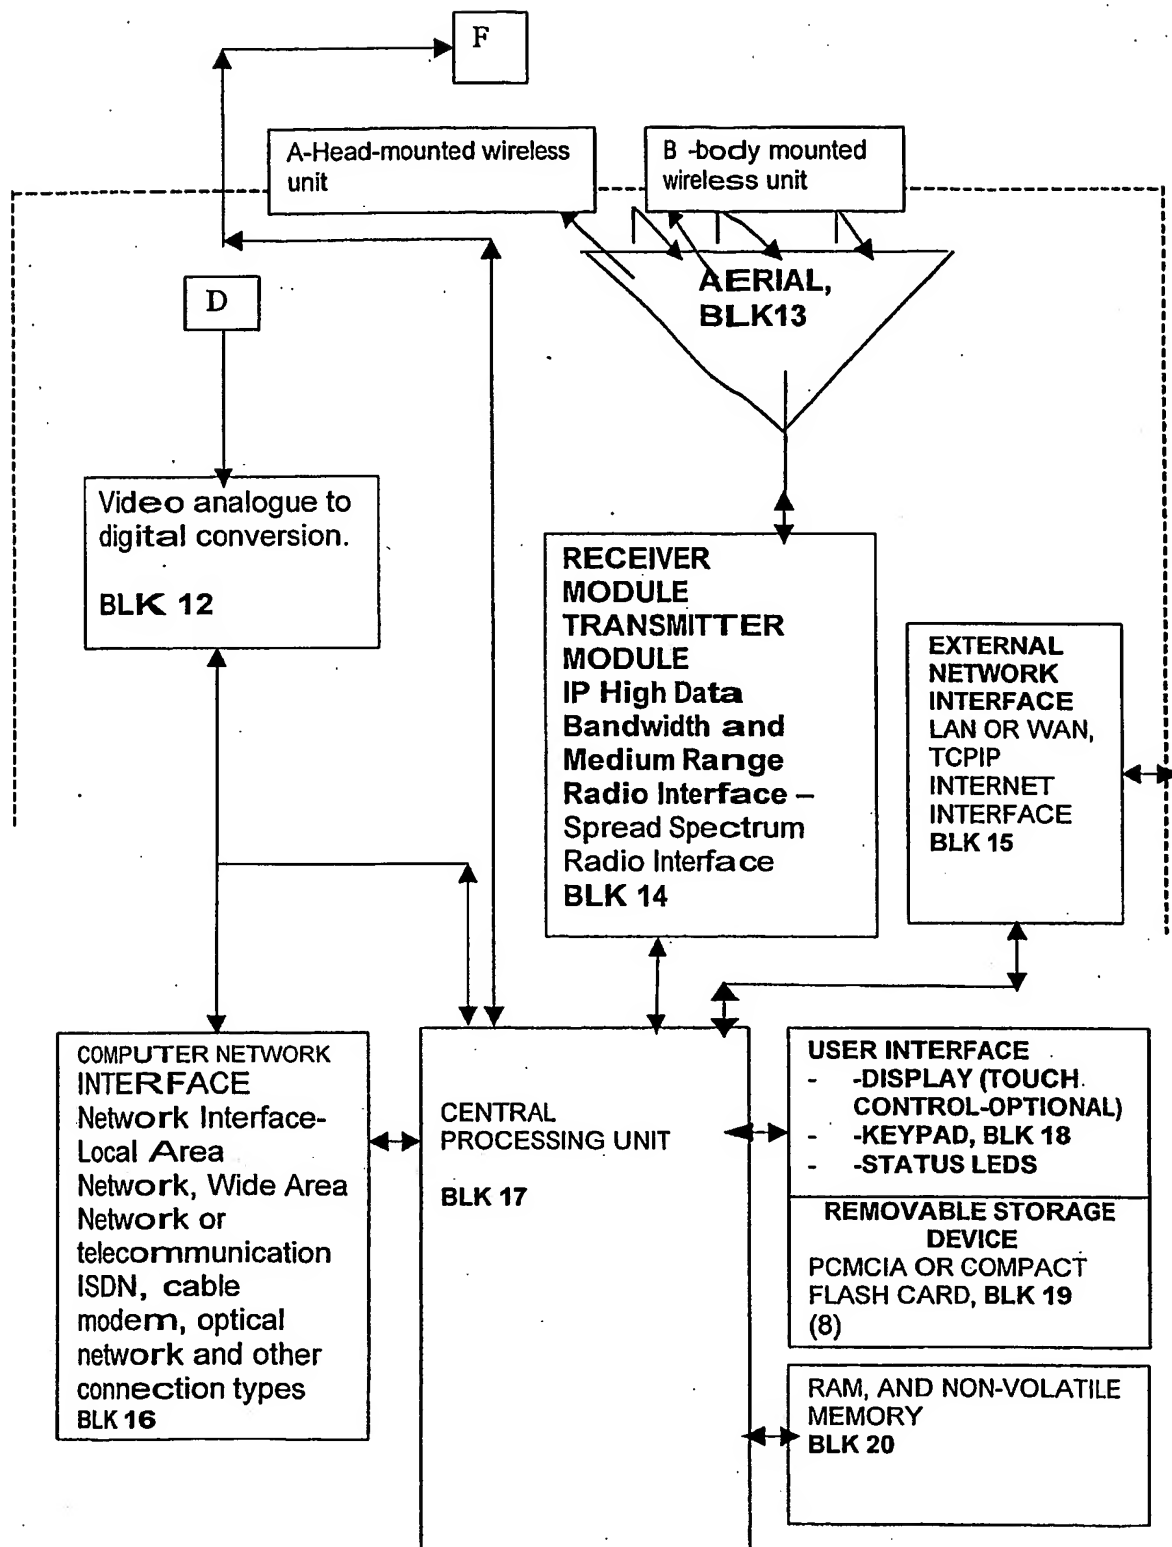 F
A-Head-mounted wireless
unit
B -body mounted
wireless unit
D
AERIAL,
BLK13
Video analogue to
digital conversion.
BLK 12
RECEIVER
MODULE
TRANSMITTER
MODULE
IP High Data
Bandwidth and
Medium Range
Radio Interface –
Spread Spectrum
Radio Interface
BLK 14
EXTERNAL
NETWORK
INTERFACE
LAN OR WAN,
TCPIP
INTERNET
INTERFACE
BLK 15
COMPUTER NETWORK
INTERFACE
Network Interface-
Local Area
Network, Wide Area
Network or
telecommunication
ISDN, cable
modem, optical
network and other
connection types
BLK 16
CENTRAL
PROCESSING UNIT
BLK 17
USER INTERFACE
- -DISPLAY (TOUCH
CONTROL-OPTIONAL)
- -KEYPAD, BLK 18
- -STATUS LEDS
REMOVABLE STORAGE
DEVICE
PCMCIA OR COMPACT
FLASH CARD, BLK 19
(8)
RAM, AND NON-VOLATILE
MEMORY
BLK 20